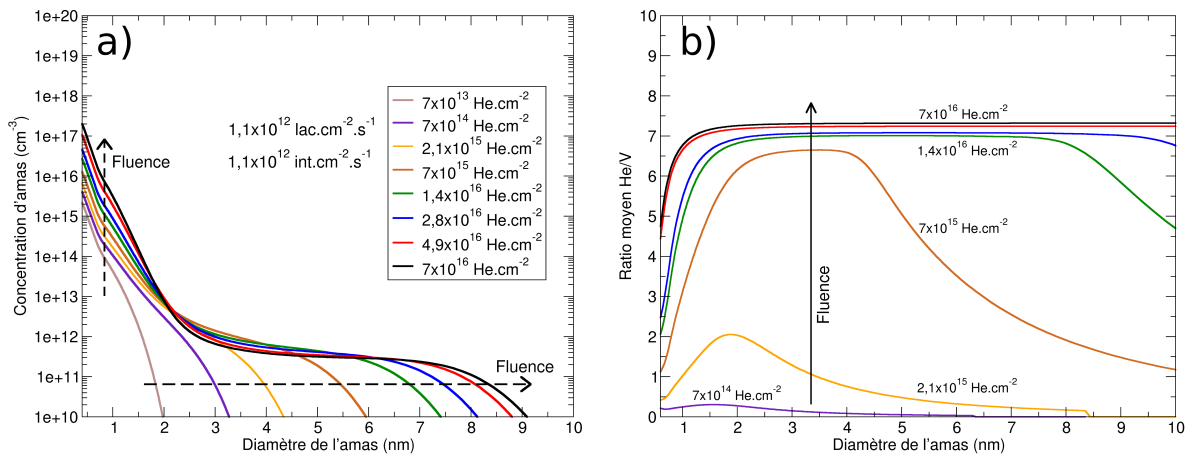 a)
Concentration d'amas (cm-3)
1e+20
1e+19
1e+18
1e+17
1e+16
1e+15
1e+14
1e+13
1e+12
1e+11
1e+10
Fluence
1,1x10^12 lac.cm-2.s-1
1,1x10^12 int.cm-2.s-1
7x10^13 He.cm-2
7x10^14 He.cm-2
2,1x10^15 He.cm-2
7x10^15 He.cm-2
1,4x10^16 He.cm-2
2,8x10^16 He.cm-2
4,9x10^16 He.cm-2
7x10^16 He.cm-2
Fluence
1 2 3 4 5 6 7 8 9 10
Diamètre de l'amas (nm)
b)
Ratio moyen He/V
10
9
8
7
6
5
4
3
2
1
0
7x10^16 He.cm-2
1,4x10^16 He.cm-2
7x10^15 He.cm-2
Fluence
7x10^14 He.cm-2
2,1x10^15 He.cm-2
1 2 3 4 5 6 7 8 9 10
Diamètre de l'amas (nm)